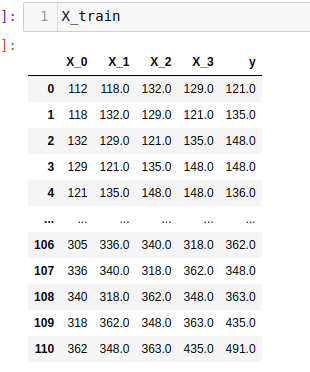 ]: 1 X_train
]:
X_0 X_1 X_2 X_3 y
0 112 118.0 132.0 129.0 121.0
1 118 132.0 129.0 121.0 135.0
2 132 129.0 121.0 135.0 148.0
3 129 121.0 135.0 148.0 148.0
4 121 135.0 148.0 148.0 136.0
... ... ... ... ... ...
106 305 336.0 340.0 318.0 362.0
107 336 340.0 318.0 362.0 348.0
108 340 318.0 362.0 348.0 363.0
109 318 362.0 348.0 363.0 435.0
110 362 348.0 363.0 435.0 491.0